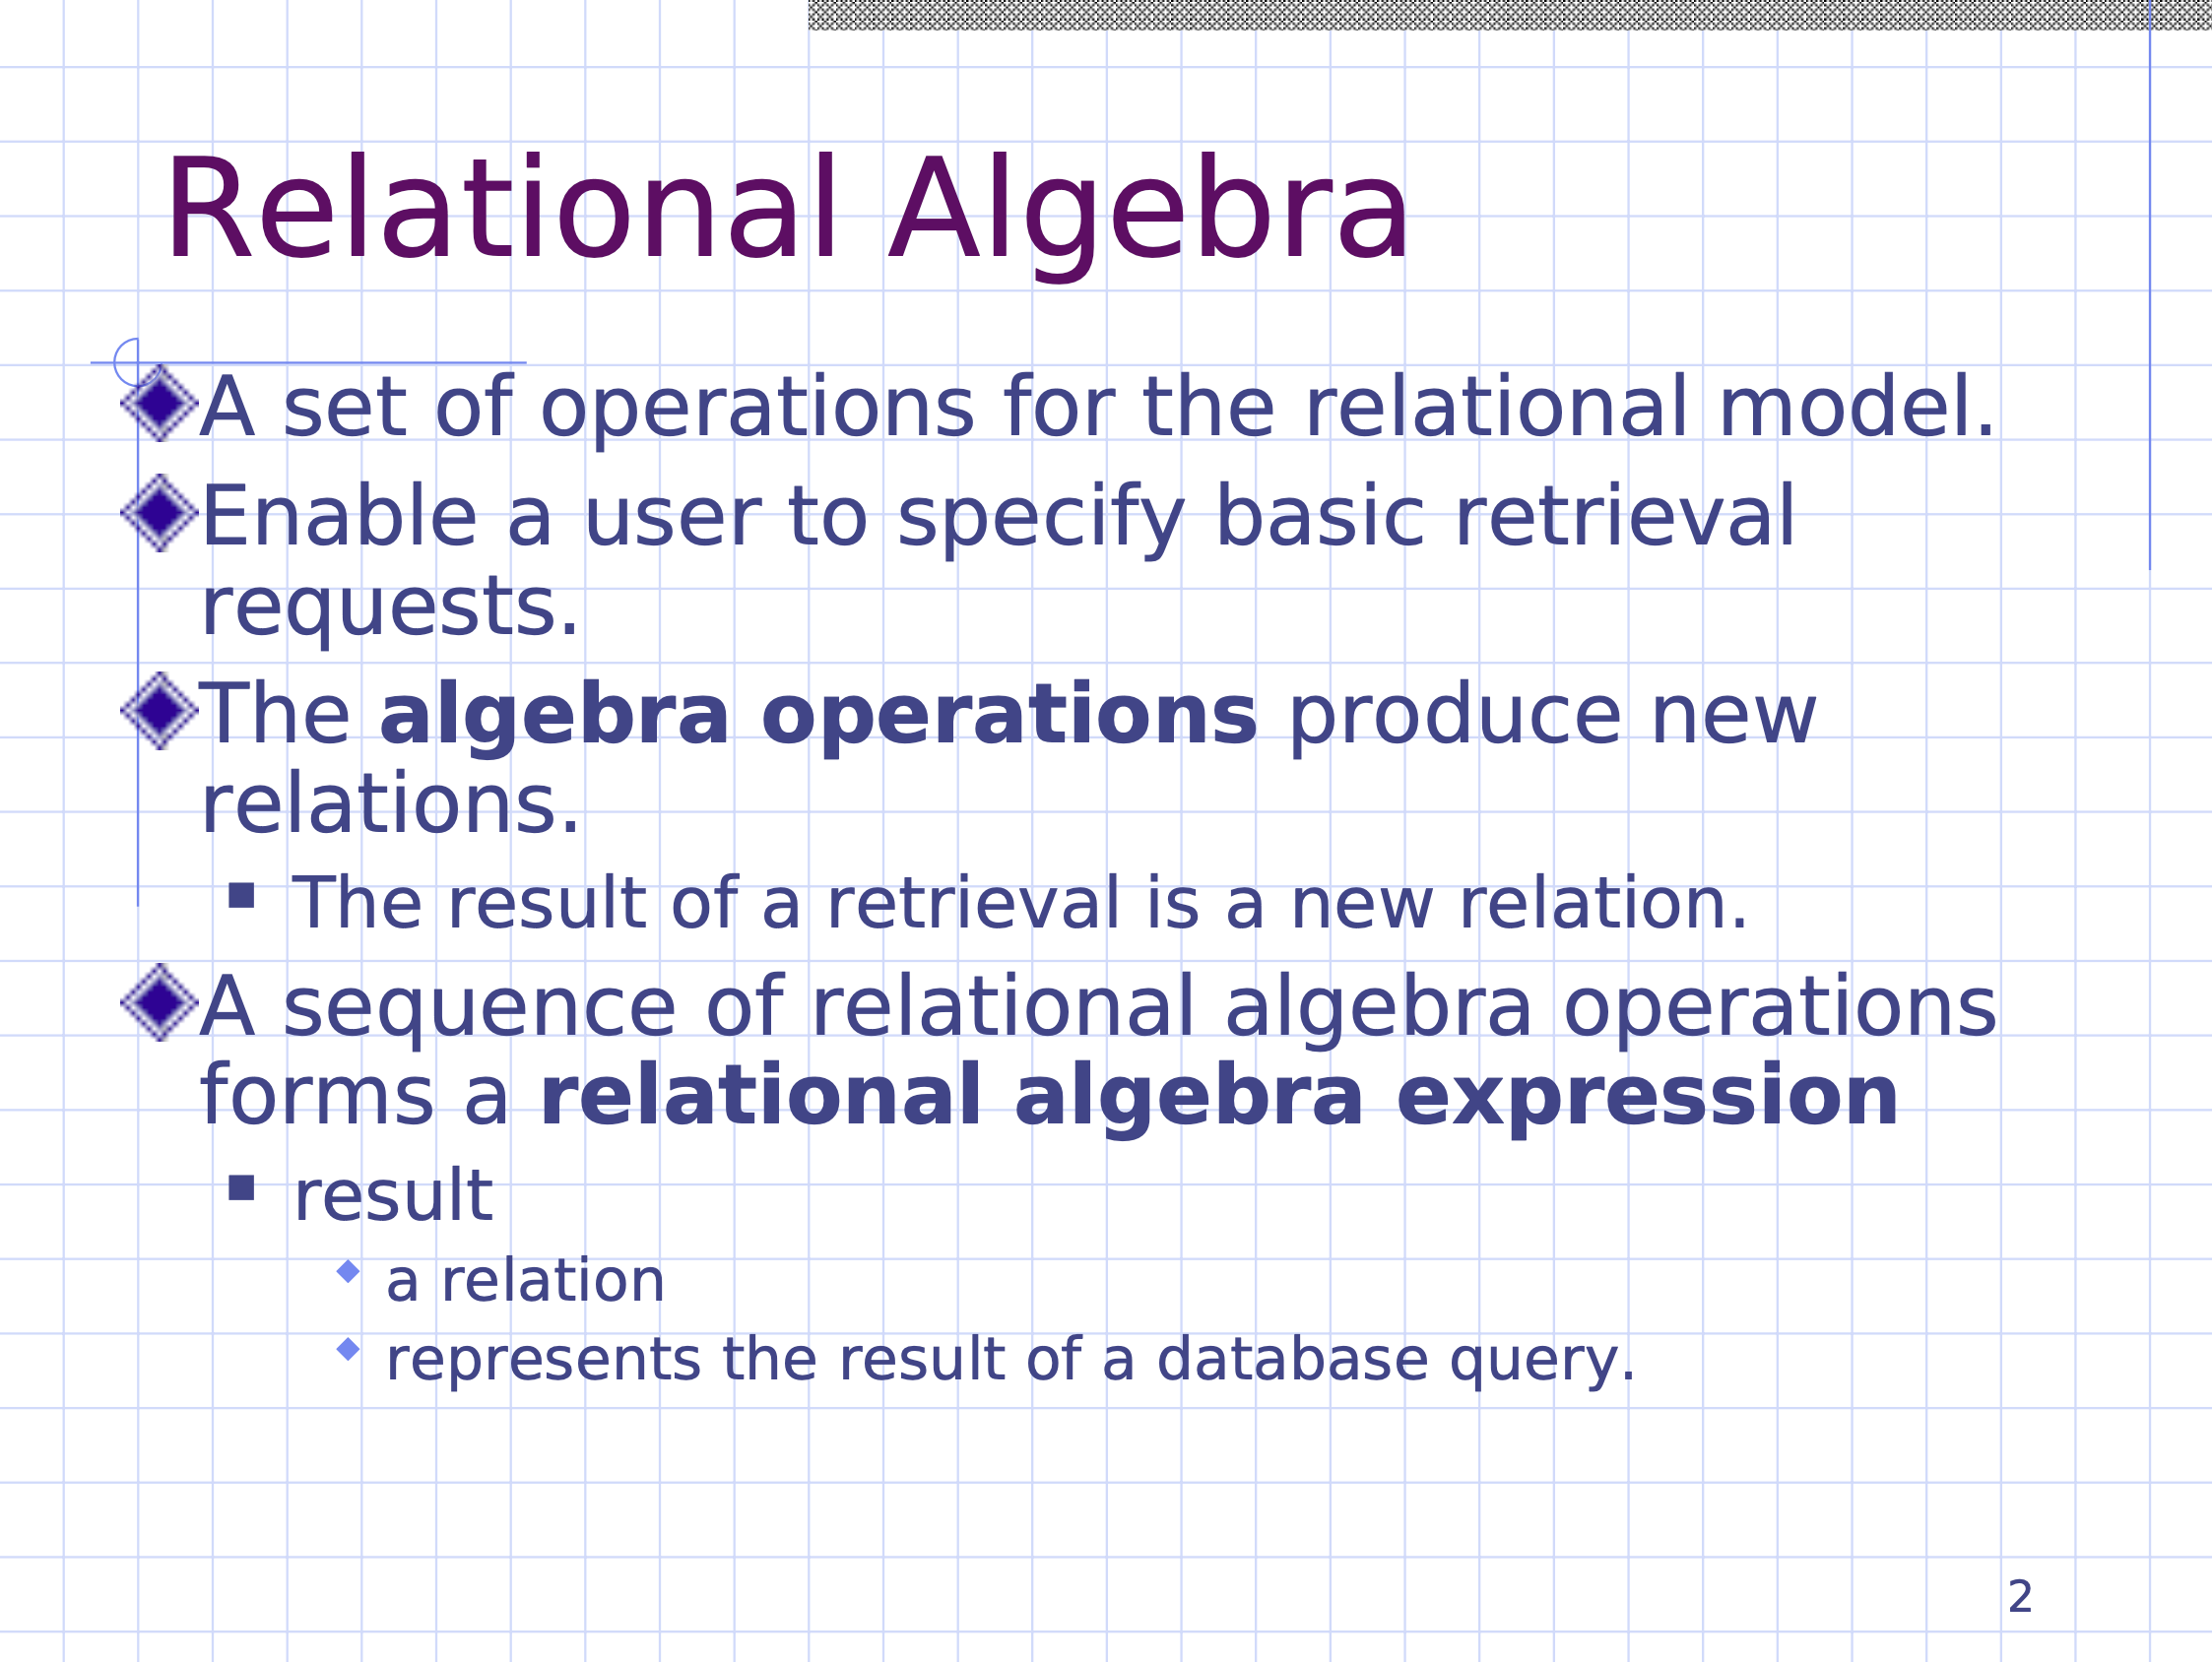 Relational Algebra
A set of operations for the relational model.
Enable a user to specify basic retrieval
requests.
The algebra operations produce new
relations.
The result of a retrieval is a new relation.
A sequence of relational algebra operations
forms a relational algebra expression
result
a relation
represents the result of a database query.
2